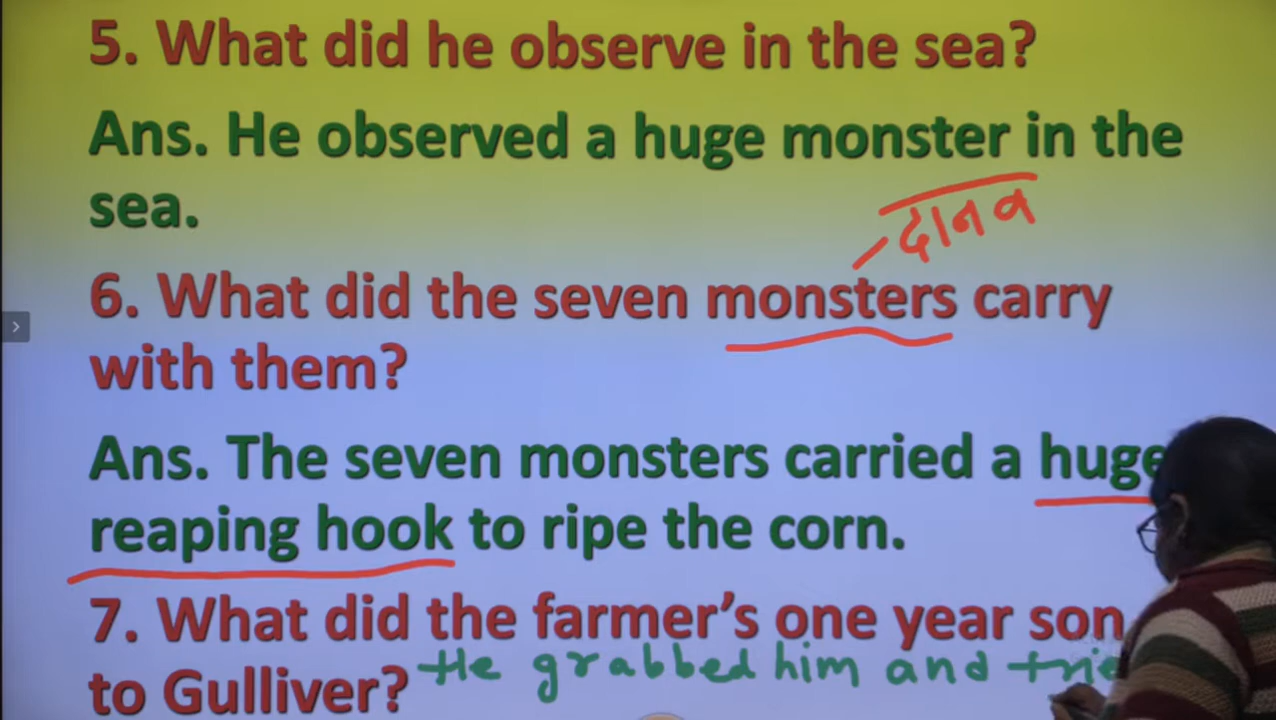 5. What did he observe in the sea?
Ans. He observed a huge monster in the
sea.
दानव
6. What did the seven monsters carry
with them?
Ans. The seven monsters carried a huge
reaping hook to ripe the corn.
7. What did the farmer's one year son
to Gulliver? He grabbed him and